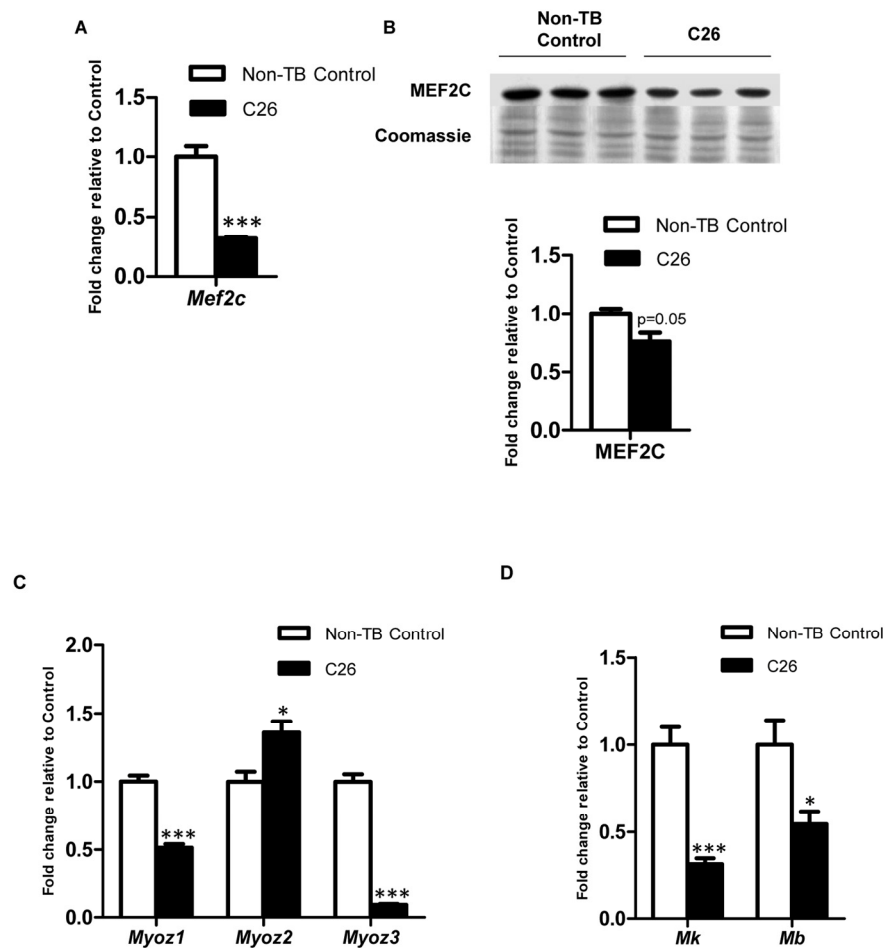 A
Non-TB Control
C26
Fold change relative to Control
1.5
1.0
0.5
0.0
***
Mef2c
B
Non-TB
Control
C26
MEF2C
Coomassie
Non-TB Control
C26
Fold change relative to Control
1.5
1.0
0.5
0.0
p=0.05
MEF2C
C
Non-TB Control
C26
Fold change relative to Control
2.0
1.5
1.0
0.5
0.0
***
*
***
Myoz1 Myoz2 Myoz3
D
Non-TB Control
C26
Fold change relative to Control
1.5
1.0
0.5
0.0
***
*
Mk Mb